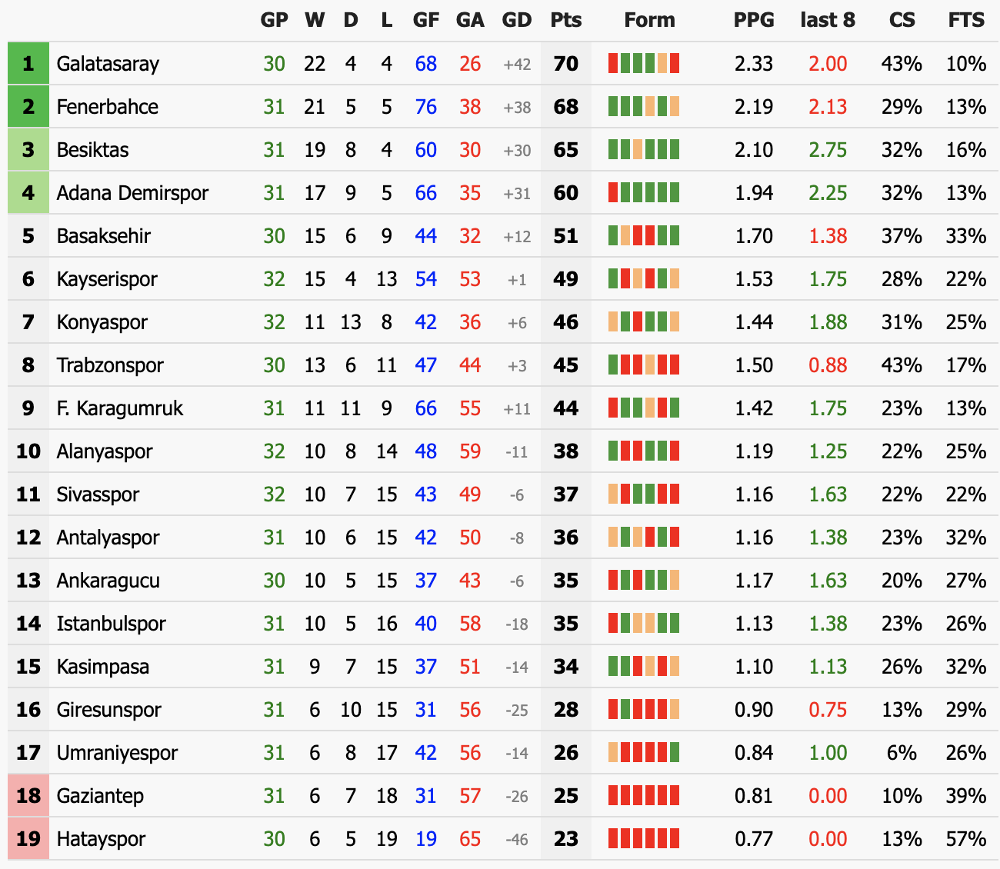 GP W D L GF GA GD Pts Form PPG last 8 CS FTS
1 Galatasaray 30 22 4 4 68 26 +42 70 2.33 2.00 43% 10%
2 Fenerbahce 31 21 5 5 76 38 +38 68 2.19 2.13 29% 13%
3 Besiktas 31 19 8 4 60 30 +30 65 2.10 2.75 32% 16%
4 Adana Demirspor 31 17 9 5 66 35 +31 60 1.94 2.25 32% 13%
5 Basaksehir 30 15 6 9 44 32 +12 51 1.70 1.38 37% 33%
6 Kayserispor 32 15 4 13 54 53 +1 49 1.53 1.75 28% 22%
7 Konyaspor 32 11 13 8 42 36 +6 46 1.44 1.88 31% 25%
8 Trabzonspor 30 13 6 11 47 44 +3 45 1.50 0.88 43% 17%
9 F. Karagumruk 31 11 11 9 66 55 +11 44 1.42 1.75 23% 13%
10 Alanyaspor 32 10 8 14 48 59 -11 38 1.19 1.25 22% 25%
11 Sivasspor 32 10 7 15 43 49 -6 37 1.16 1.63 22% 22%
12 Antalyaspor 31 10 6 15 42 50 -8 36 1.16 1.38 23% 32%
13 Ankaragucu 30 10 5 15 37 43 -6 35 1.17 1.63 20% 27%
14 Istanbulspor 31 10 5 16 40 58 -18 35 1.13 1.38 23% 26%
15 Kasimpasa 31 9 7 15 37 51 -14 34 1.10 1.13 26% 32%
16 Giresunspor 31 6 10 15 31 56 -25 28 0.90 0.75 13% 29%
17 Umraniyespor 31 6 8 17 42 56 -14 26 0.84 1.00 6% 26%
18 Gaziantep 31 6 7 18 31 57 -26 25 0.81 0.00 10% 39%
19 Hatayspor 30 6 5 19 19 65 -46 23 0.77 0.00 13% 57%